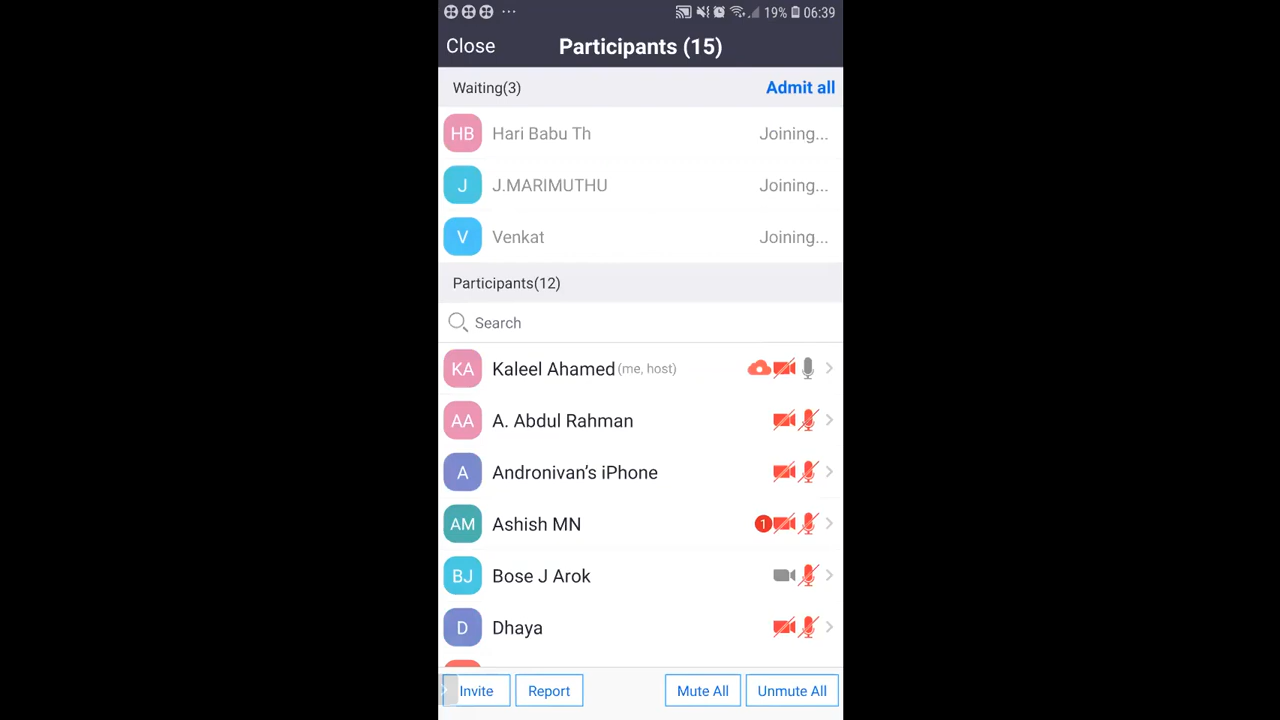 19% 06:39
Close Participants (15)
Waiting(3) Admit all
HB Hari Babu Th Joining...
J J.MARIMUTHU Joining...
V Venkat Joining...
Participants(12)
Search
KA Kaleel Ahamed (me, host)
AA A. Abdul Rahman
A Andronivan’s iPhone
AM Ashish MN 1
BJ Bose J Arok
D Dhaya
Invite Report Mute All Unmute All